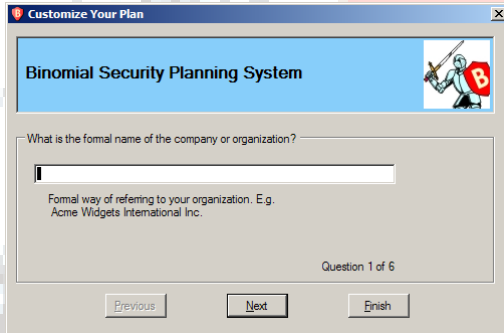 Customize Your Plan
Binomial Security Planning System
B
What is the formal name of the company or organization?
Formal way of referring to your organization. E.g.
Acme Widgets International Inc.
Question 1 of 6
Previous Next Finish